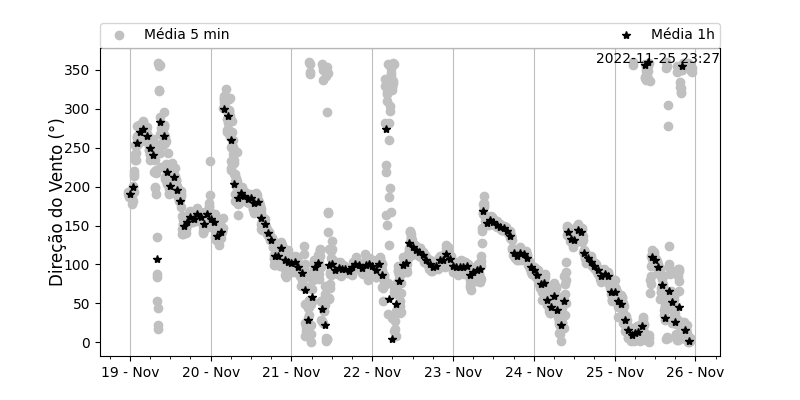 Média 5 min
Média 1h
2022-11-25 23:27
Direção do Vento (°)
350
300
250
200
150
100
50
0
19 - Nov
20 - Nov
21 - Nov
22 - Nov
23 - Nov
24 - Nov
25 - Nov
26 - Nov